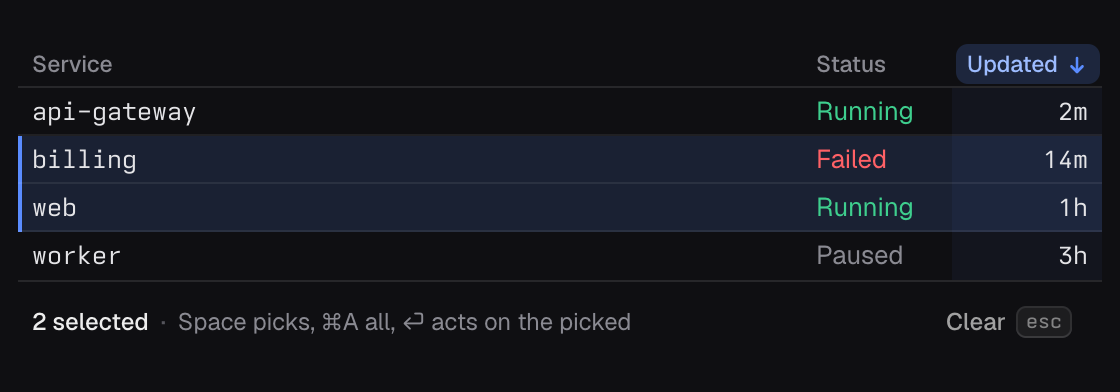 Service Status Updated ↓
api-gateway Running 2m
billing Failed 14m
web Running 1h
worker Paused 3h
2 selected · Space picks, ⌘A all, ⏎ acts on the picked Clear esc